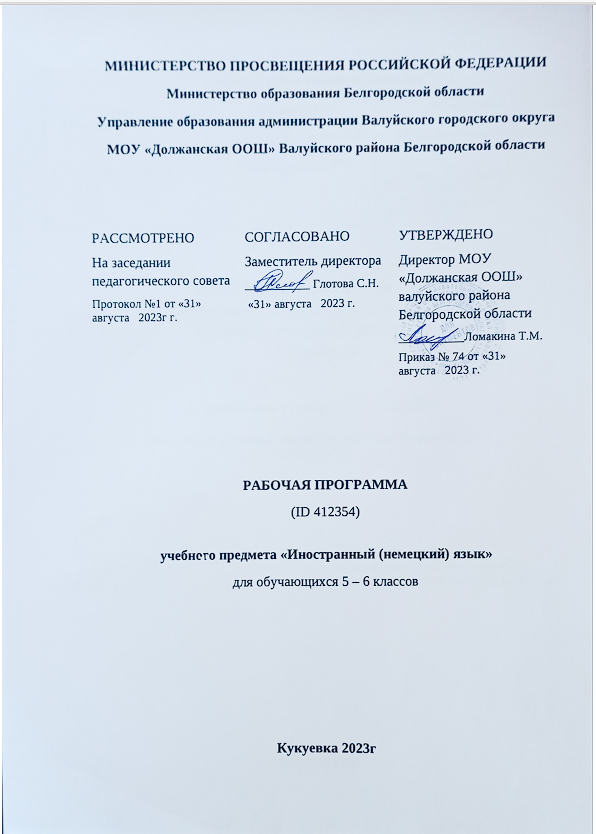 МИНИСТЕРСТВО ПРОСВЕЩЕНИЯ РОССИЙСКОЙ ФЕДЕРАЦИИ
Министерство образования Белгородской области
Управление образования администрации Валуйского городского округа
МОУ «Должанская ООШ» Валуйского района Белгородской области
РАССМОТРЕНО
На заседании
педагогического совета
Протокол №1 от «31»
августа 2023г г.
СОГЛАСОВАНО
Заместитель директора
Глотова С.Н.
«31» августа 2023 г.
УТВЕРЖДЕНО
Директор МОУ
«Должанская ООШ»
валуйского района
Белгородской области
Ломакина Т.М.
Приказ № 74 от «31»
августа 2023 г.
РАБОЧАЯ ПРОГРАММА
(ID 412354)
учебнего предмета «Иностранный (немецкий) язык»
для обучающихся 5 – 6 классов
Кукуевка 2023г